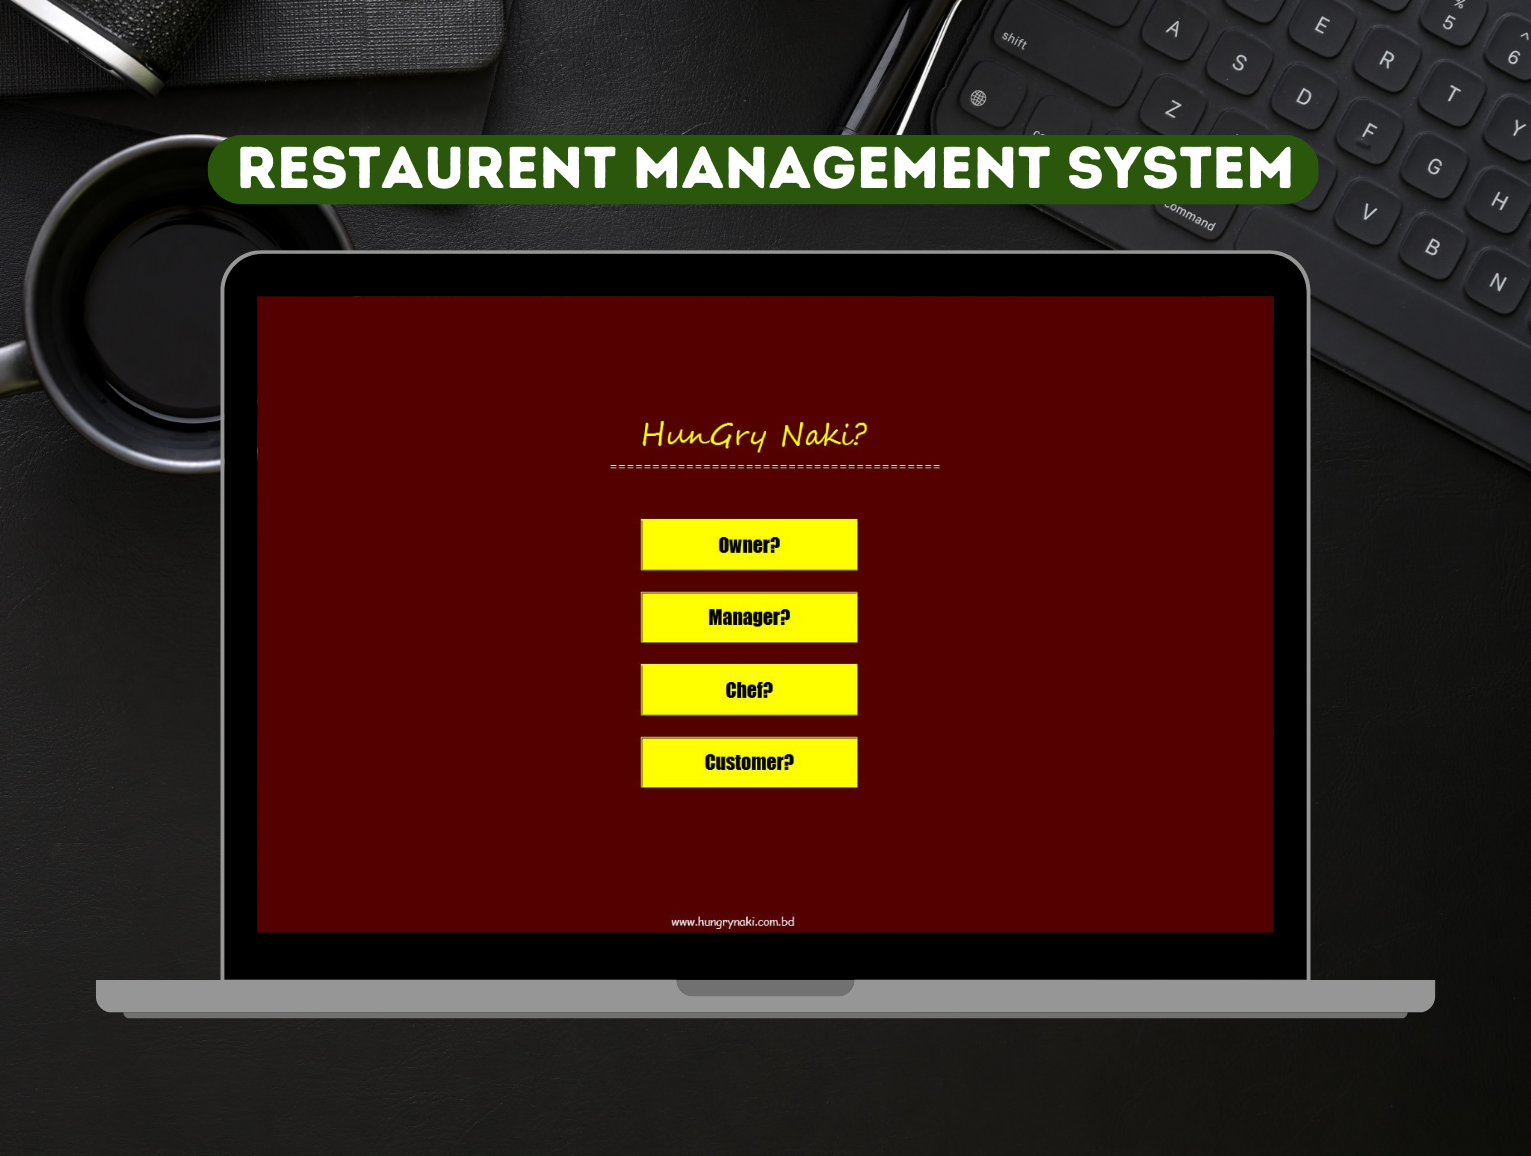 % 5
^ 6
A
E
R
shift
S
D
T
Y
Z
F
G
H
RESTAURENT MANAGEMENT SYSTEM
command
V
B
N
HunGry Naki?
=======================================
Owner?
Manager?
Chef?
Customer?
www.hungrynaki.com.bd